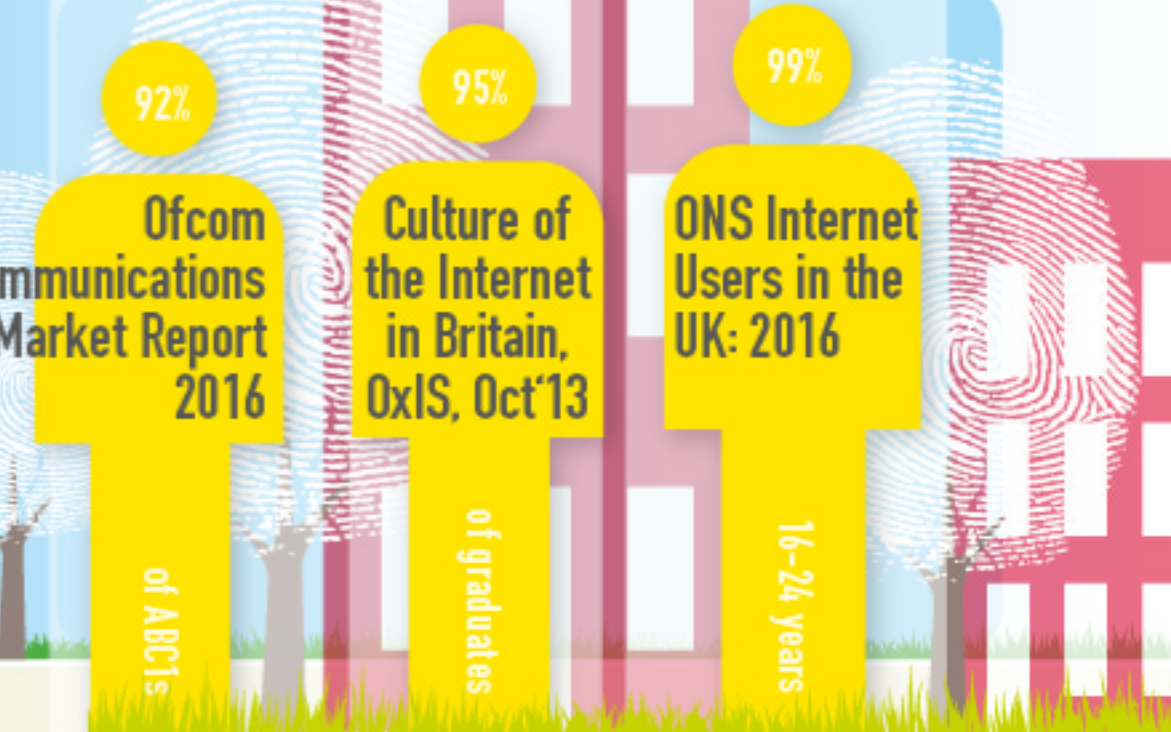 92%
Ofcom
mmunications
Market Report
2016
of ABC1s
95%
Culture of
the Internet
in Britain,
OxIS, Oct‘13
of graduates
99%
ONS Internet
Users in the
UK: 2016
16-24 years